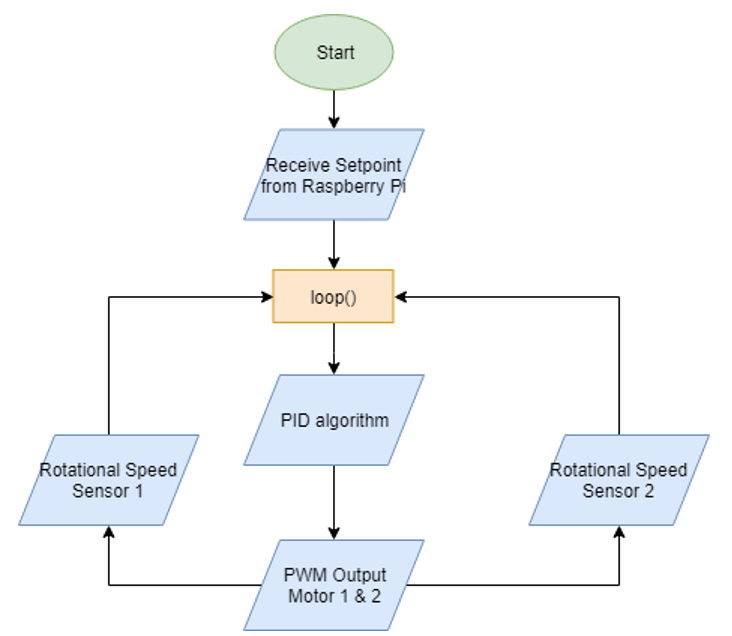 Start
Receive Setpoint
from Raspberry Pi
loop()
PID algorithm
Rotational Speed
Sensor 1
Rotational Speed
Sensor 2
PWM Output
Motor 1 & 2